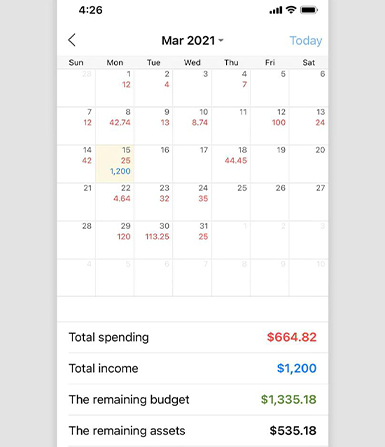 4:26
Mar 2021
Today
Sun Mon Tue Wed Thu Fri Sat
28 1 2 3 4 5 6
12 4 7
7 8 9 10 11 12 13
12 42.74 13 8.74 100 24
14 15 16 17 18 19 20
42 25 44.45
1,200
21 22 23 24 25 26 27
4.64 32 35
28 29 30 31 1 2 3
120 113.25 25
4 5 6 7 8 9 10
Total spending $664.82
Total income $1,200
The remaining budget $1,335.18
The remaining assets $535.18